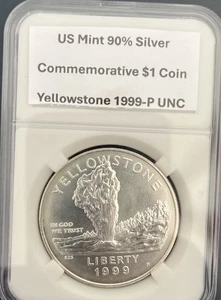 US Mint 90% Silver
Commemorative $1 Coin
Yellowstone 1999-P UNC
YELLOWSTONE
IN GOD
WE TRUST
LIBERTY
1999